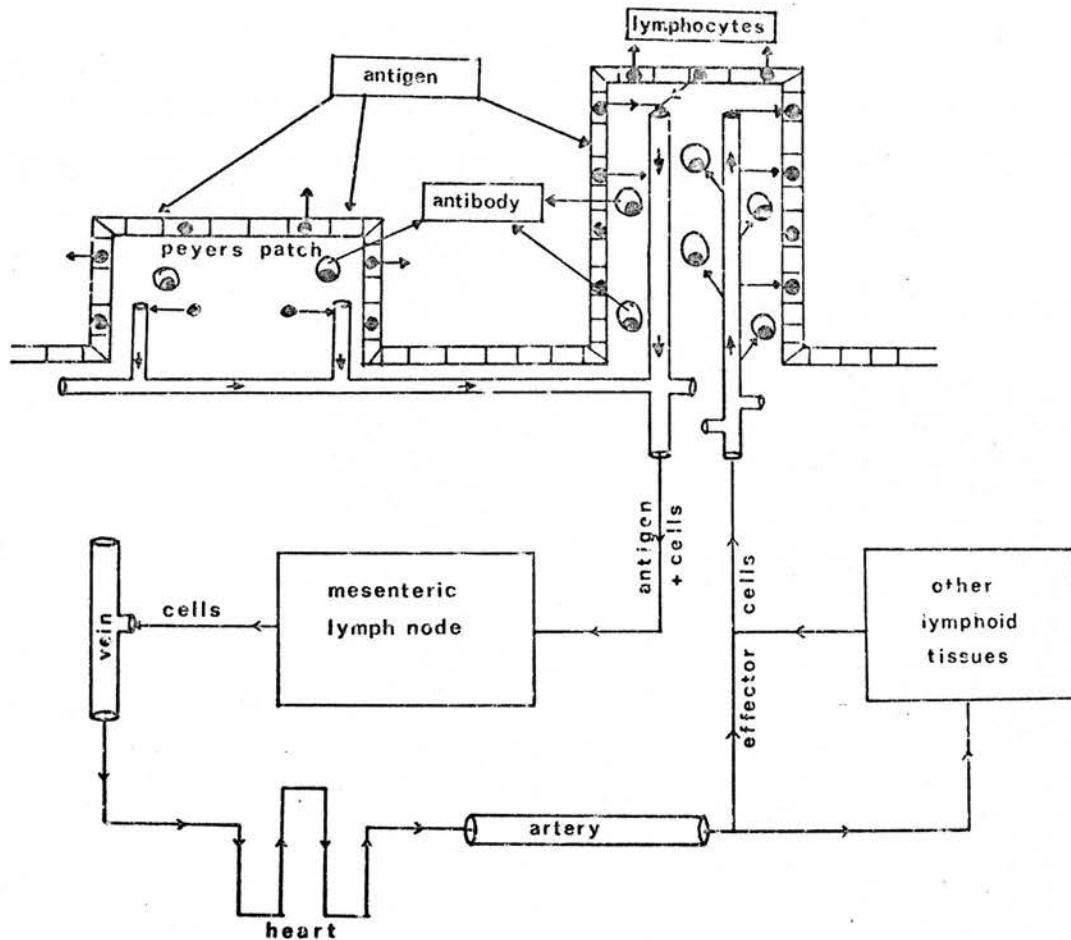 lymphocytes
antigen
antibody
peyers patch
antigen
+ cells
effector cells
mesenteric
lymph node
cells
vein
other
lymphoid
tissues
artery
heart